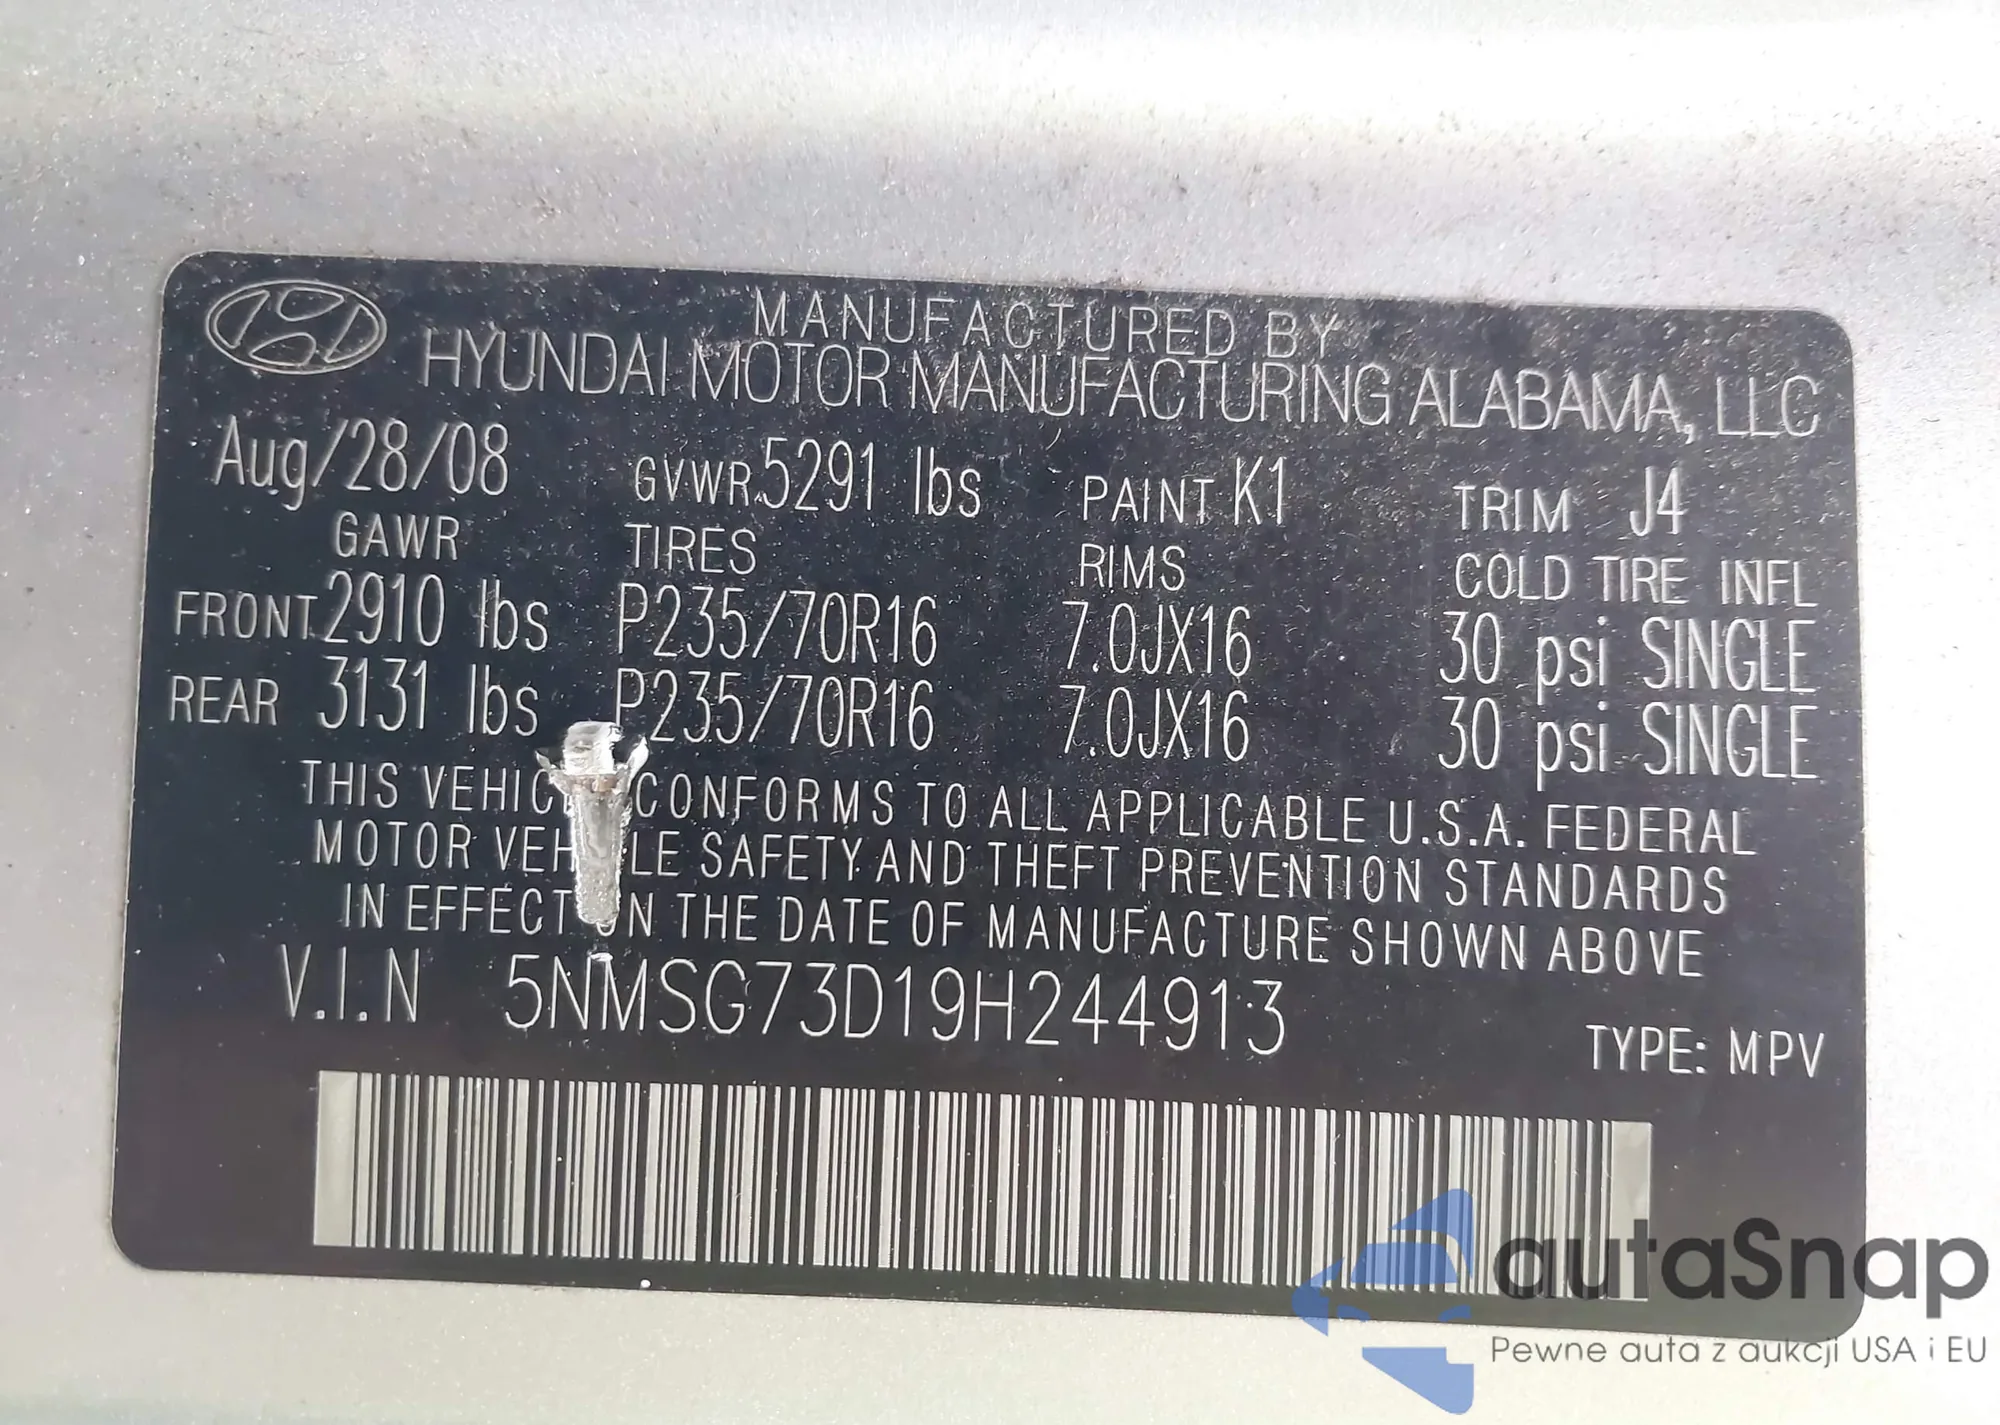 MANUFACTURED BY
HYUNDAI MOTOR MANUFACTURING ALABAMA, LLC
Aug/28/08 GVWR.5291 lbs PAINT K1 TRIM J4
GAWR TIRES RIMS COLD TIRE INFL
FRONT.2910 lbs P235/70R16 7.0JX16 30 psi SINGLE
REAR 3131 lbs P235/70R16 7.0JX16 30 psi SINGLE
THIS CONFORMS TO ALL APPLICABLE U.S.A. FEDERAL
MOTOR SAFETY AND THEFT PREVENTION STANDARDS
IN EFFECT THE DATE OF MANUFACTURE SHOWN ABOVE
V.I.N 5NMSG73D19H244913
TYPE: MPV
autaSnap
Pewne auta z aukcji USA i EU